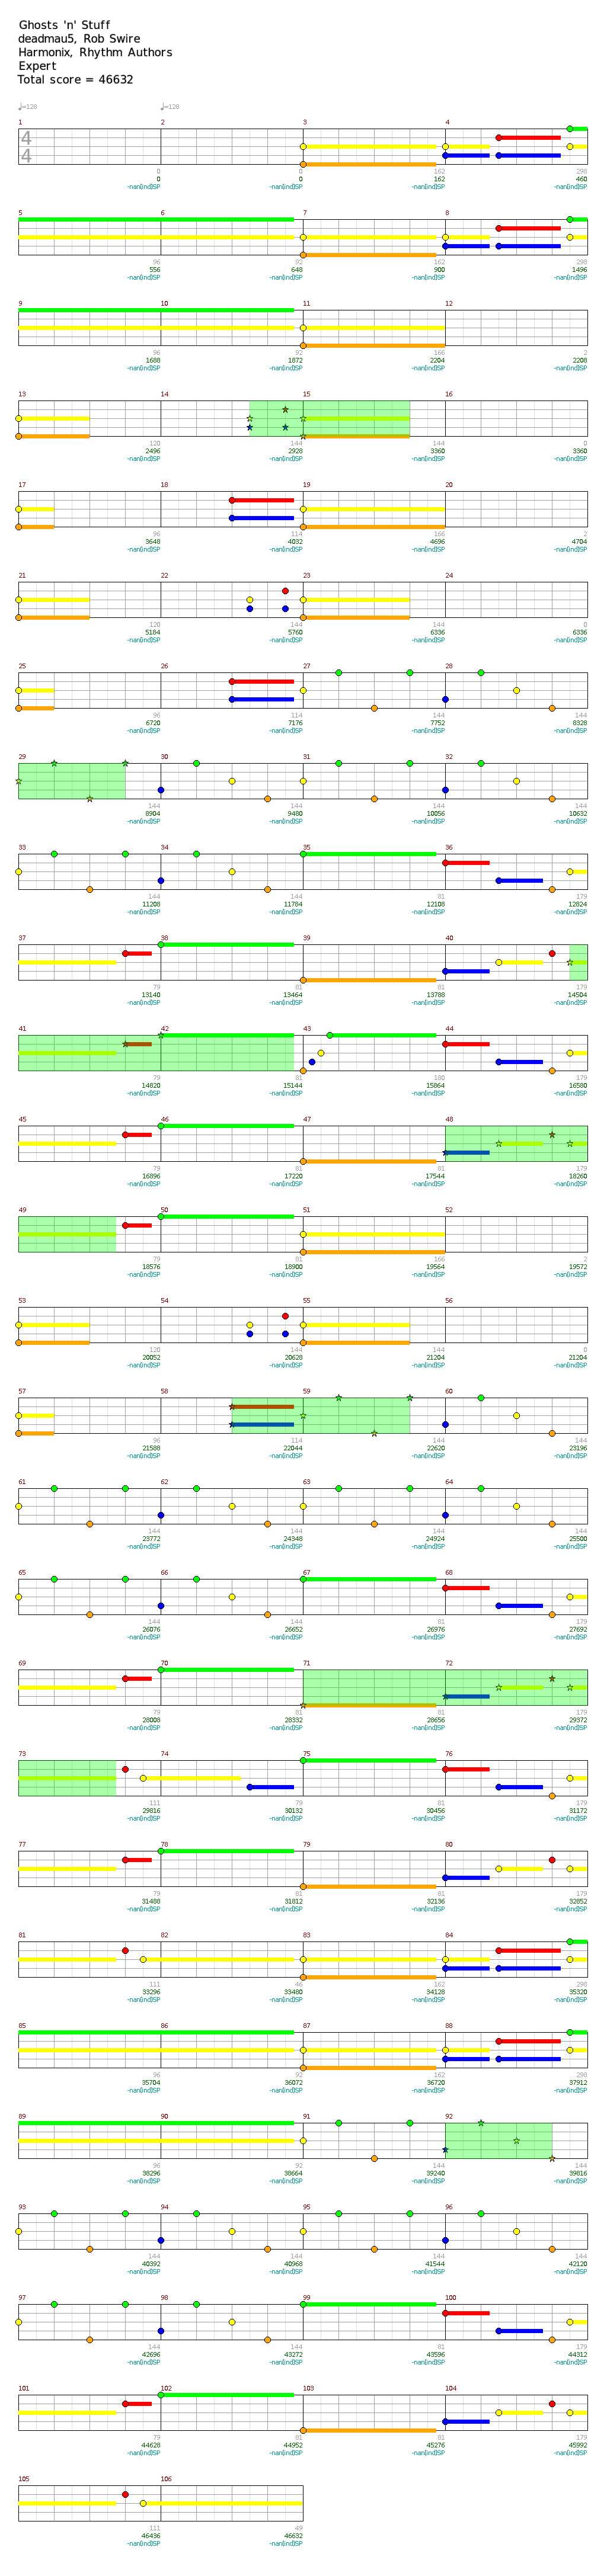 Ghosts 'n' Stuff
deadmau5, Rob Swire
Harmonix, Rhythm Authors
Expert
Total score = 46632
♩=128 ♩=128
1 2 3 4
4
4
0 0 162 298
0 0 162 460
-nan(ind)SP -nan(ind)SP -nan(ind)SP -nan(ind)SP
5 6 7 8
96 92 162 298
556 648 900 1496
-nan(ind)SP -nan(ind)SP -nan(ind)SP -nan(ind)SP
9 10 11 12
96 92 166 2
1688 1872 2204 2208
-nan(ind)SP -nan(ind)SP -nan(ind)SP -nan(ind)SP
13 14 15 16
120 144 144 0
2496 2928 3360 3360
-nan(ind)SP -nan(ind)SP -nan(ind)SP -nan(ind)SP
17 18 19 20
96 114 166 2
3648 4032 4696 4704
-nan(ind)SP -nan(ind)SP -nan(ind)SP -nan(ind)SP
21 22 23 24
120 144 144 0
5184 5760 6336 6336
-nan(ind)SP -nan(ind)SP -nan(ind)SP -nan(ind)SP
25 26 27 28
96 114 144 144
6720 7176 7752 8328
-nan(ind)SP -nan(ind)SP -nan(ind)SP -nan(ind)SP
29 30 31 32
144 144 144 144
8904 9480 10056 10632
-nan(ind)SP -nan(ind)SP -nan(ind)SP -nan(ind)SP
33 34 35 36
144 144 81 179
11208 11784 12108 12824
-nan(ind)SP -nan(ind)SP -nan(ind)SP -nan(ind)SP
37 38 39 40
79 81 81 179
13140 13464 13788 14504
-nan(ind)SP -nan(ind)SP -nan(ind)SP -nan(ind)SP
41 42 43 44
79 81 180 179
14820 15144 15864 16580
-nan(ind)SP -nan(ind)SP -nan(ind)SP -nan(ind)SP
45 46 47 48
79 81 81 179
16896 17220 17544 18260
-nan(ind)SP -nan(ind)SP -nan(ind)SP -nan(ind)SP
49 50 51 52
79 81 166 2
18576 18900 19564 19572
-nan(ind)SP -nan(ind)SP -nan(ind)SP -nan(ind)SP
53 54 55 56
120 144 144 0
20052 20628 21204 21204
-nan(ind)SP -nan(ind)SP -nan(ind)SP -nan(ind)SP
57 58 59 60
96 114 144 144
21588 22044 22620 23196
-nan(ind)SP -nan(ind)SP -nan(ind)SP -nan(ind)SP
61 62 63 64
144 144 144 144
23772 24348 24924 25500
-nan(ind)SP -nan(ind)SP -nan(ind)SP -nan(ind)SP
65 66 67 68
144 144 81 179
26076 26652 26976 27692
-nan(ind)SP -nan(ind)SP -nan(ind)SP -nan(ind)SP
69 70 71 72
79 81 81 179
28008 28332 28656 29372
-nan(ind)SP -nan(ind)SP -nan(ind)SP -nan(ind)SP
73 74 75 76
111 79 81 179
29816 30132 30456 31172
-nan(ind)SP -nan(ind)SP -nan(ind)SP -nan(ind)SP
77 78 79 80
79 81 81 179
31488 31812 32136 32852
-nan(ind)SP -nan(ind)SP -nan(ind)SP -nan(ind)SP
81 82 83 84
111 46 162 298
33296 33480 34128 35320
-nan(ind)SP -nan(ind)SP -nan(ind)SP -nan(ind)SP
85 86 87 88
96 92 162 298
35704 36072 36720 37912
-nan(ind)SP -nan(ind)SP -nan(ind)SP -nan(ind)SP
89 90 91 92
96 92 144 144
38296 38664 39240 39816
-nan(ind)SP -nan(ind)SP -nan(ind)SP -nan(ind)SP
93 94 95 96
144 144 144 144
40392 40968 41544 42120
-nan(ind)SP -nan(ind)SP -nan(ind)SP -nan(ind)SP
97 98 99 100
144 144 81 179
42696 43272 43596 44312
-nan(ind)SP -nan(ind)SP -nan(ind)SP -nan(ind)SP
101 102 103 104
79 81 81 179
44628 44952 45276 45992
-nan(ind)SP -nan(ind)SP -nan(ind)SP -nan(ind)SP
105 106
111 49
46436 46632
-nan(ind)SP -nan(ind)SP